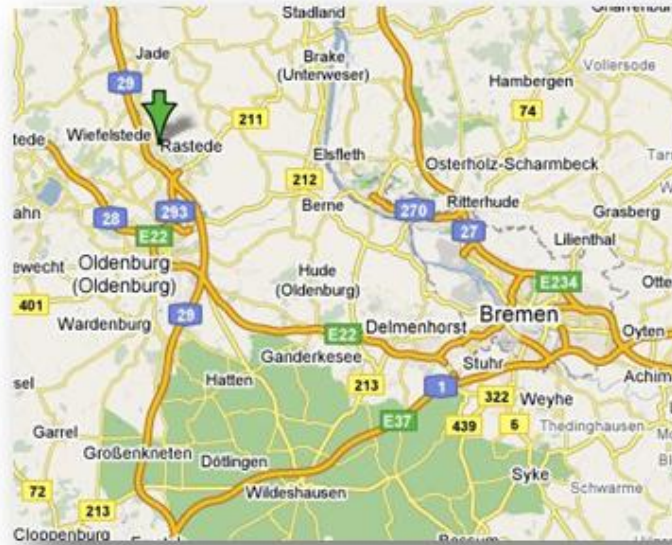 Stadland
Jade
Brake
(Unterweser)
Vollersode
Hambergen
29
74
211
Wiefelstede
Rastede
Elsfleth
Osterholz-Scharmbeck
212
Berne
Ritterhude
Grasberg
28
293
270
27
E22
Lilienthal
Oldenburg
(Oldenburg)
Hude
(Oldenburg)
E234
401
29
Wardenburg
E22
Delmenhorst
Bremen
Oyten
Ganderkesee
Stuhr
Achim
Hatten
213
1
322
Weyhe
Garrel
E37
439
6
Thedinghausen
Großenkneten
Dötlingen
Syke
72
Wildeshausen
Schwarme
213
Cloppenburg